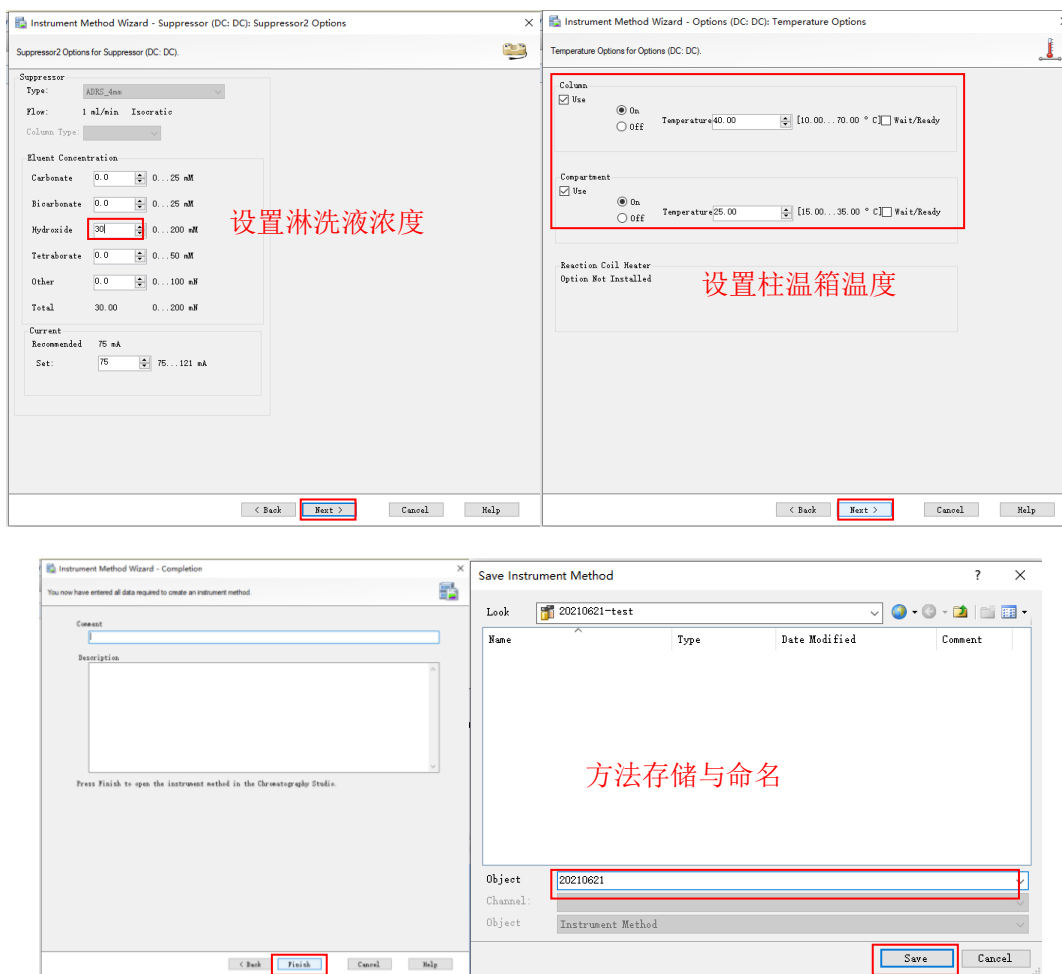 Instrument Method Wizard - Suppressor (DC: DC): Suppressor2 Options
Suppressor2 Options for Suppressor (DC: DC).
Suppressor
Type: ADRS_4mm
Flow: 1 ml/min Isocratic
Column Type:
Eluent Concentration
Carbonate 0.0 0...25 mM
Bicarbonate 0.0 0...25 mM
Hydroxide 30 0...200 mM
Tetraborate 0.0 0...50 mM
Other 0.0 0...100 mN
Total 30.00 0...200 mN
设置淋洗液浓度
Current
Recommended 75 mA
Set: 75 75...121 mA
< Back Next > Cancel Help
Instrument Method Wizard - Options (DC: DC): Temperature Options
Temperature Options for Options (DC: DC).
Column
Use
On
Off
Temperature 40.00 [10.00...70.00 ° C] Wait/Ready
Compartment
Use
On
Off
Temperature 25.00 [15.00...35.00 ° C] Wait/Ready
Reaction Coil Heater
Option Not Installed
设置柱温箱温度
< Back Next > Cancel Help
Instrument Method Wizard - Completion
You now have entered all data required to create an instrument method.
Comment
Description
Press Finish to open the instrument method in the Chromatography Studio.
< Back Finish Cancel Help
Save Instrument Method ?
Look 20210621-test
Name Type Date Modified Comment
方法存储与命名
Object 20210621
Channel:
Object Instrument Method
Save Cancel